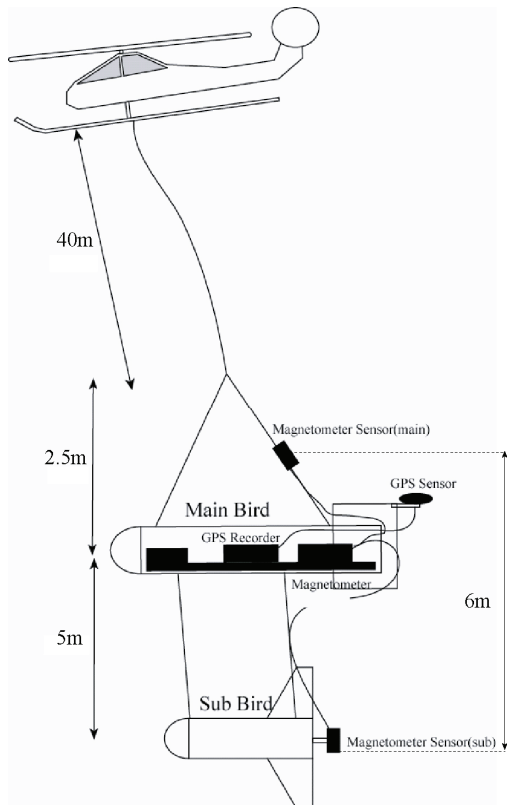 40m
Magnetometer Sensor(main)
2.5m
GPS Sensor
Main Bird
GPS Recorder
Magnetometer
6m
5m
Sub Bird
Magnetometer Sensor(sub)